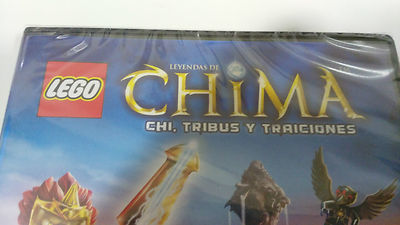 LEYENDAS DE
LEGO
CHiMA
CHI, TRIBUS Y TRAICIONES